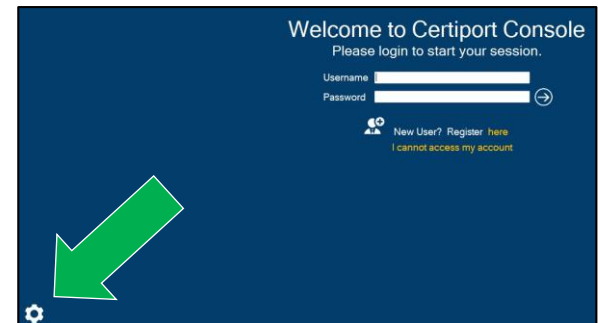 Welcome to Certiport Console
Please login to start your session.
Username
Password
New User? Register here
I cannot access my account